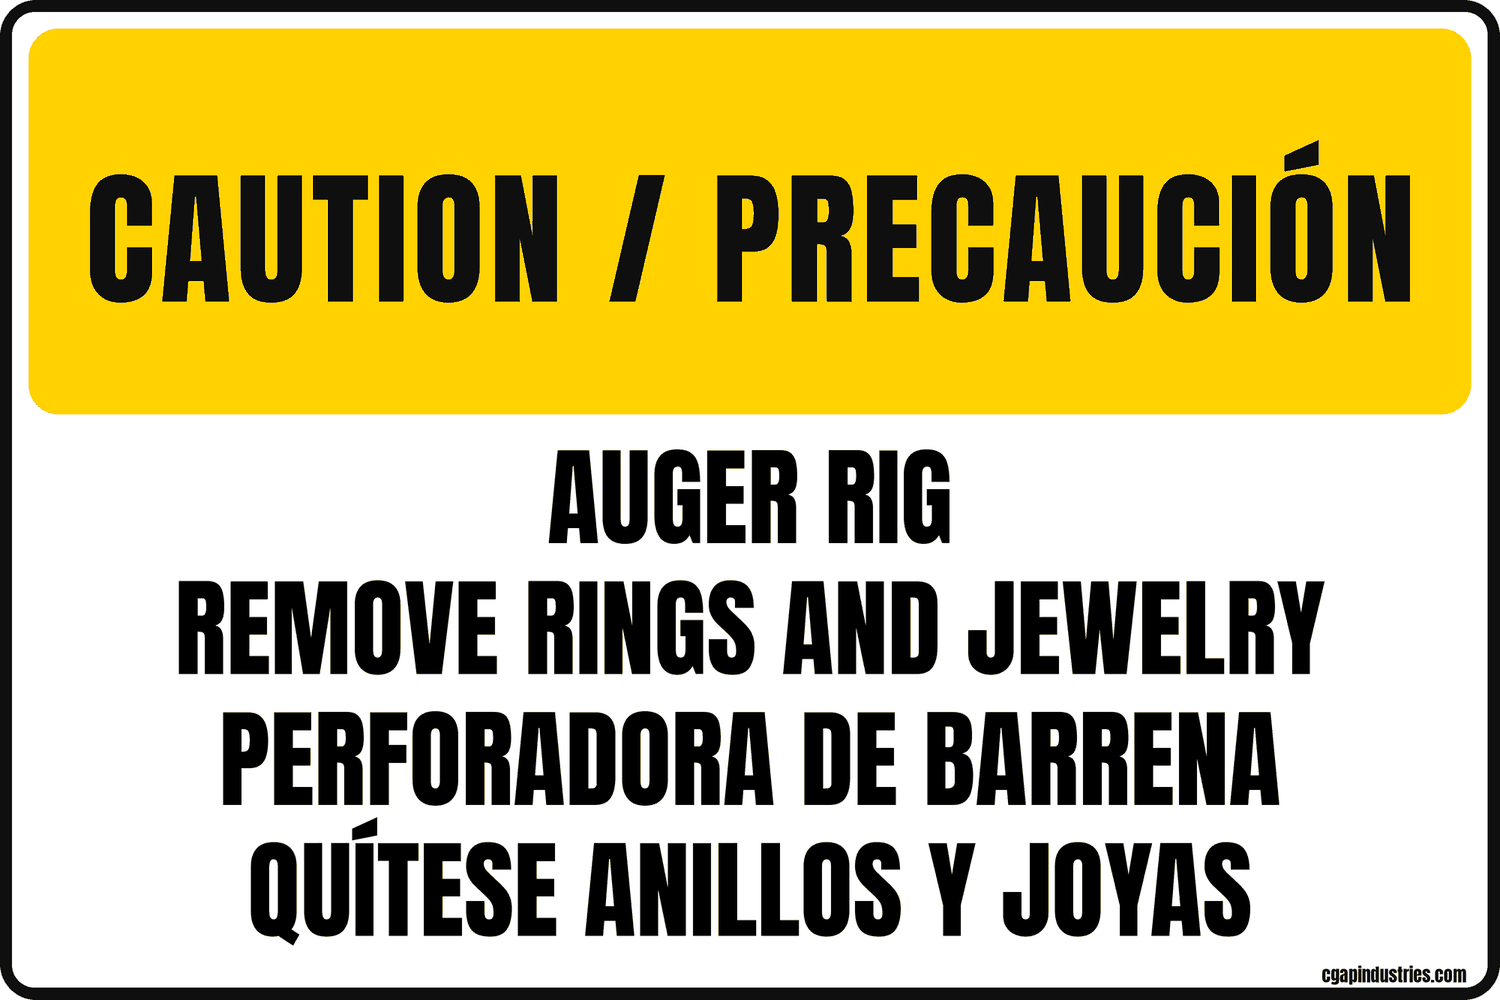 CAUTION / PRECAUCIÓN
AUGER RIG
REMOVE RINGS AND JEWELRY
PERFORADORA DE BARRENA
QUÍTESE ANILLOS Y JOYAS
cgapindustries.com